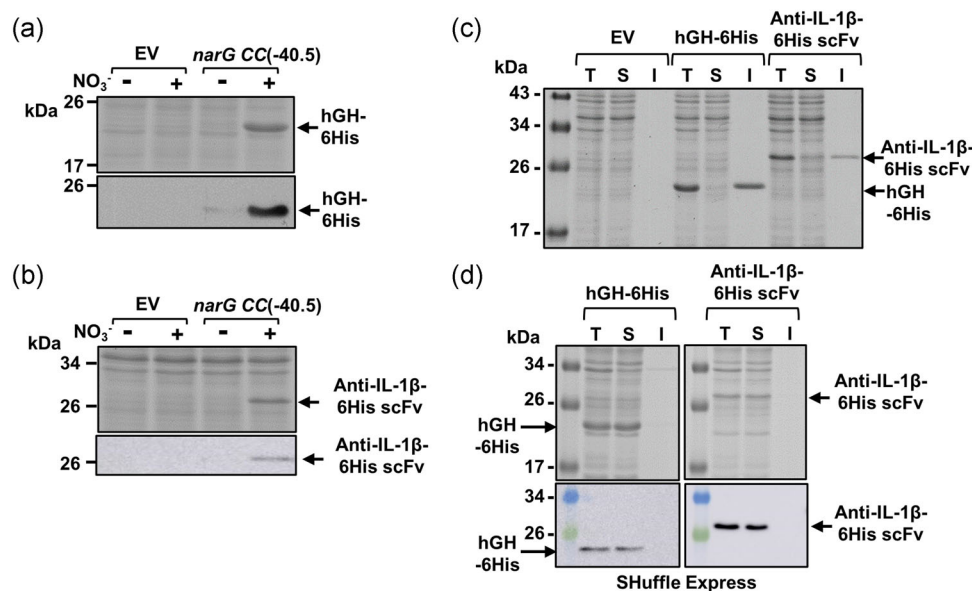 (a)
EV
narG CC(-40.5)
NO₃⁻
-
+
-
+
kDa
26
17
hGH-
6His
26
hGH-
6His
(b)
EV
narG CC(-40.5)
NO₃⁻
-
+
-
+
kDa
34
26
Anti-IL-1β-
6His scFv
26
Anti-IL-1β-
6His scFv
(c)
EV
hGH-6His
Anti-IL-1β-
6His scFv
kDa
T S I T S I T S I
43
34
26
17
Anti-IL-1β-
6His scFv
hGH
-6His
(d)
hGH-6His
Anti-IL-1β-
6His scFv
kDa
T S I T S I
34
26
17
hGH
-6His
Anti-IL-1β-
6His scFv
34
26
hGH
-6His
Anti-IL-1β-
6His scFv
SHuffle Express